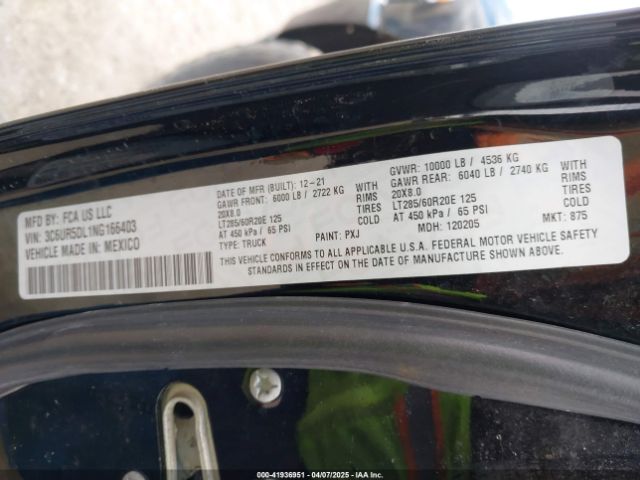 MFD BY: FCA US LLC
VIN: 3C6UR5DL1NG166403
VEHICLE MADE IN: MEXICO
DATE OF MFR (BUILT): 12-21
GAWR FRONT: 6000 LB / 2722 KG WITH
20X8.0 RIMS
LT285/60R20E 125 TIRES
AT 450 kPa / 65 PSI COLD
TYPE: TRUCK PAINT: PXJ
GVWR: 10000 LB / 4536 KG
GAWR REAR: 6040 LB / 2740 KG WITH
20X8.0 RIMS
LT285/60R20E 125 TIRES
AT 450 kPa / 65 PSI COLD
MDH: 120205 MKT: 875
THIS VEHICLE CONFORMS TO ALL APPLICABLE U.S.A. FEDERAL MOTOR VEHICLE SAFETY
STANDARDS IN EFFECT ON THE DATE OF MANUFACTURE SHOWN ABOVE.
000-41936951 - 04/07/2025 - IAA Inc.